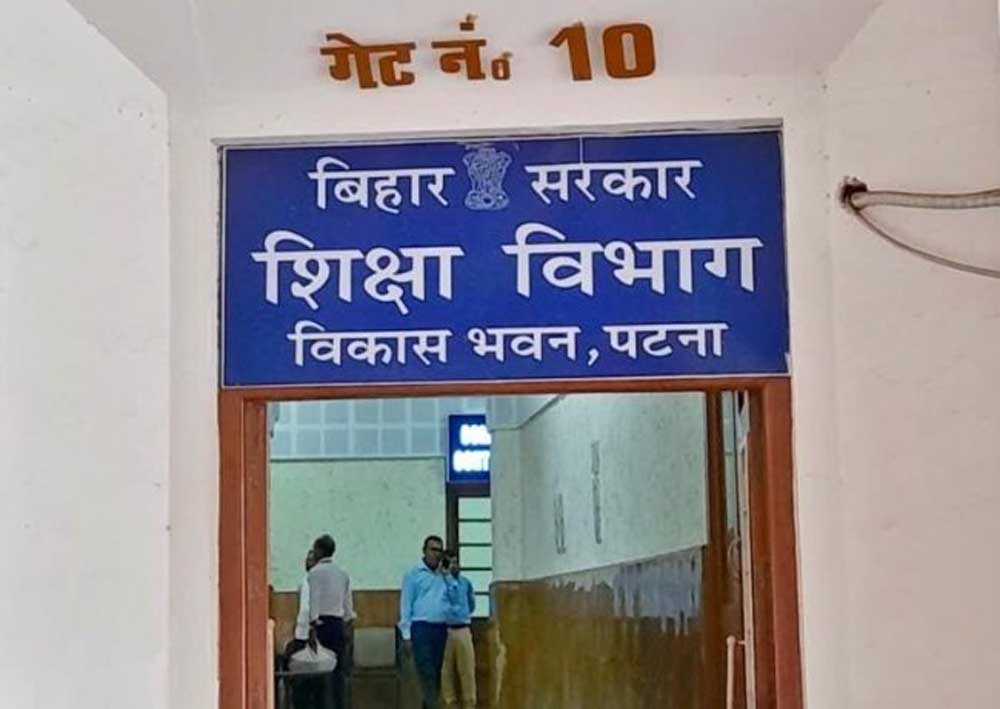 गेट नं० 10
बिहार सरकार
शिक्षा विभाग
विकास भवन, पटना